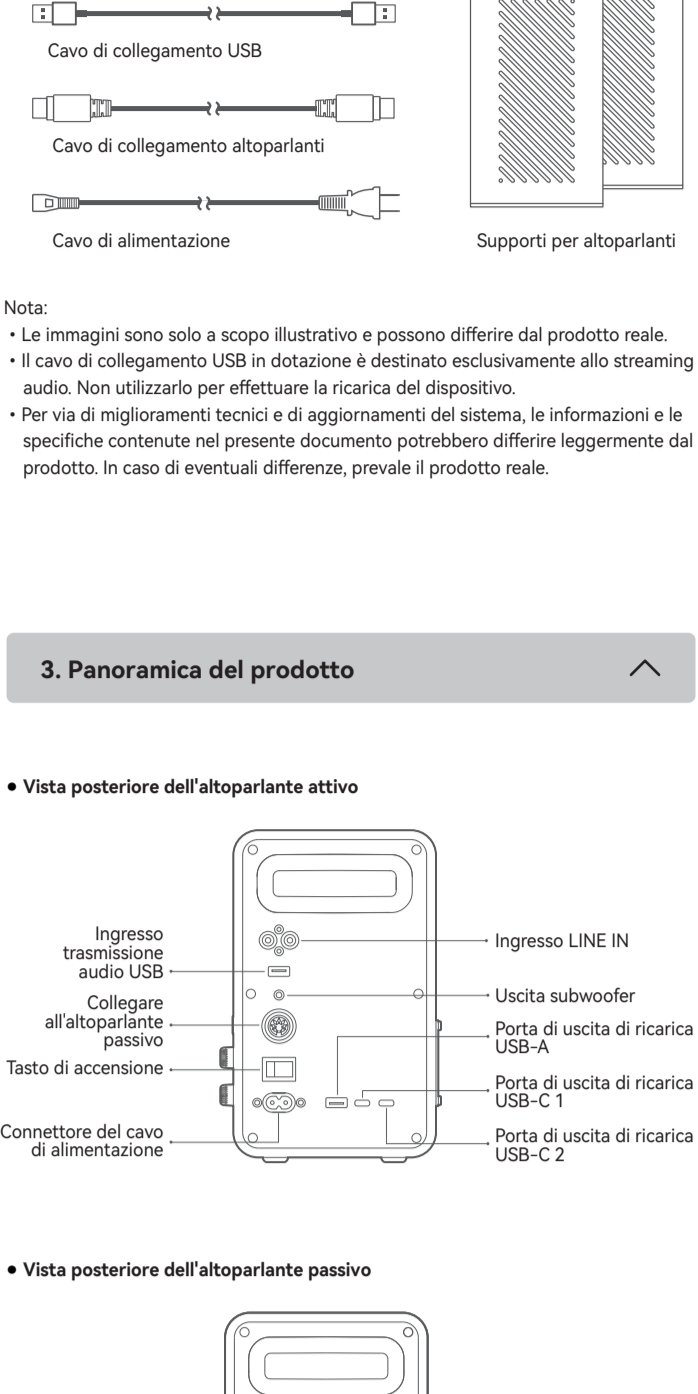 Cavo di collegamento USB
Cavo di collegamento altoparlanti
Cavo di alimentazione
Supporti per altoparlanti
Nota:
• Le immagini sono solo a scopo illustrativo e possono differire dal prodotto reale.
• Il cavo di collegamento USB in dotazione è destinato esclusivamente allo streaming
audio. Non utilizzarlo per effettuare la ricarica del dispositivo.
• Per via di miglioramenti tecnici e di aggiornamenti del sistema, le informazioni e le
specifiche contenute nel presente documento potrebbero differire leggermente dal
prodotto. In caso di eventuali differenze, prevale il prodotto reale.
3. Panoramica del prodotto
• Vista posteriore dell'altoparlante attivo
Ingresso
trasmissione
audio USB
Collegare
all'altoparlante
passivo
Tasto di accensione
Connettore del cavo
di alimentazione
Ingresso LINE IN
Uscita subwoofer
Porta di uscita di ricarica
USB-A
Porta di uscita di ricarica
USB-C 1
Porta di uscita di ricarica
USB-C 2
• Vista posteriore dell'altoparlante passivo